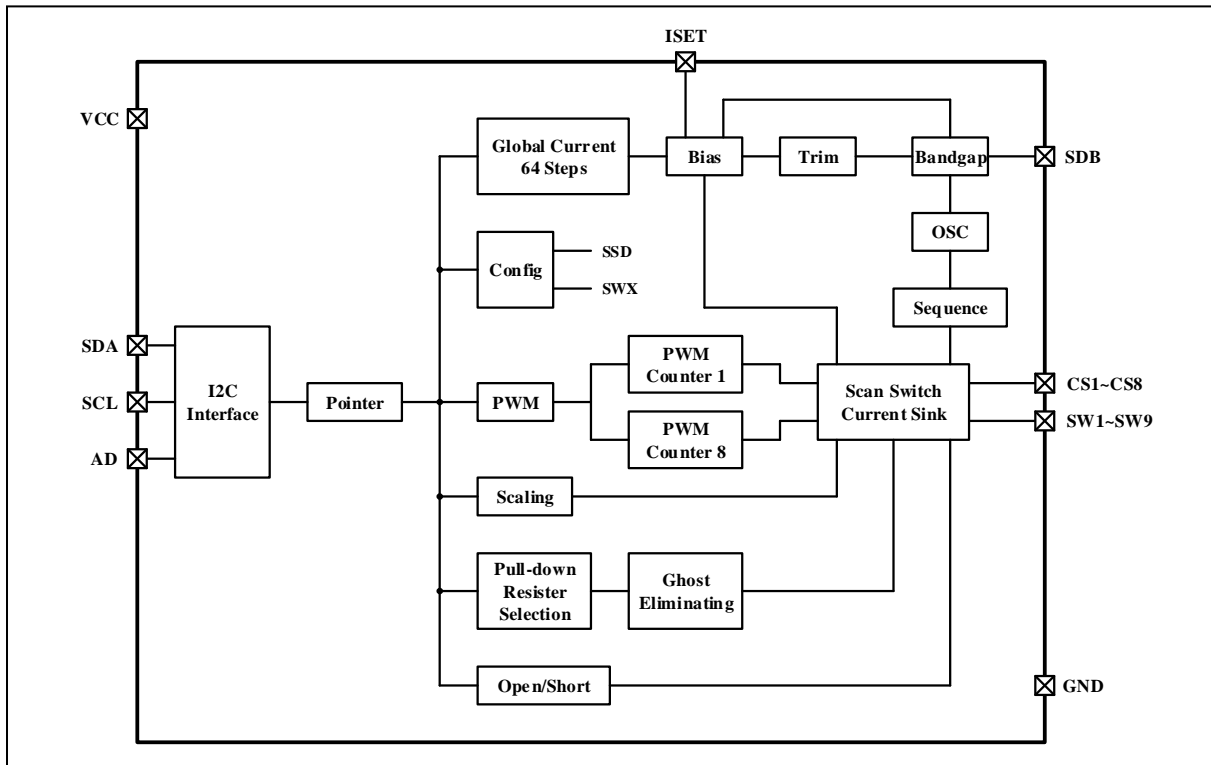 ISET
VCC
Global Current
64 Steps
Bias
Trim
Bandgap
SDB
OSC
Config
SSD
SWX
Sequence
SDA
SCL
AD
I2C
Interface
Pointer
PWM
PWM
Counter 1
PWM
Counter 8
Scan Switch
Current Sink
CS1~CS8
SW1~SW9
Scaling
Pull-down
Resister
Selection
Ghost
Eliminating
Open/Short
GND